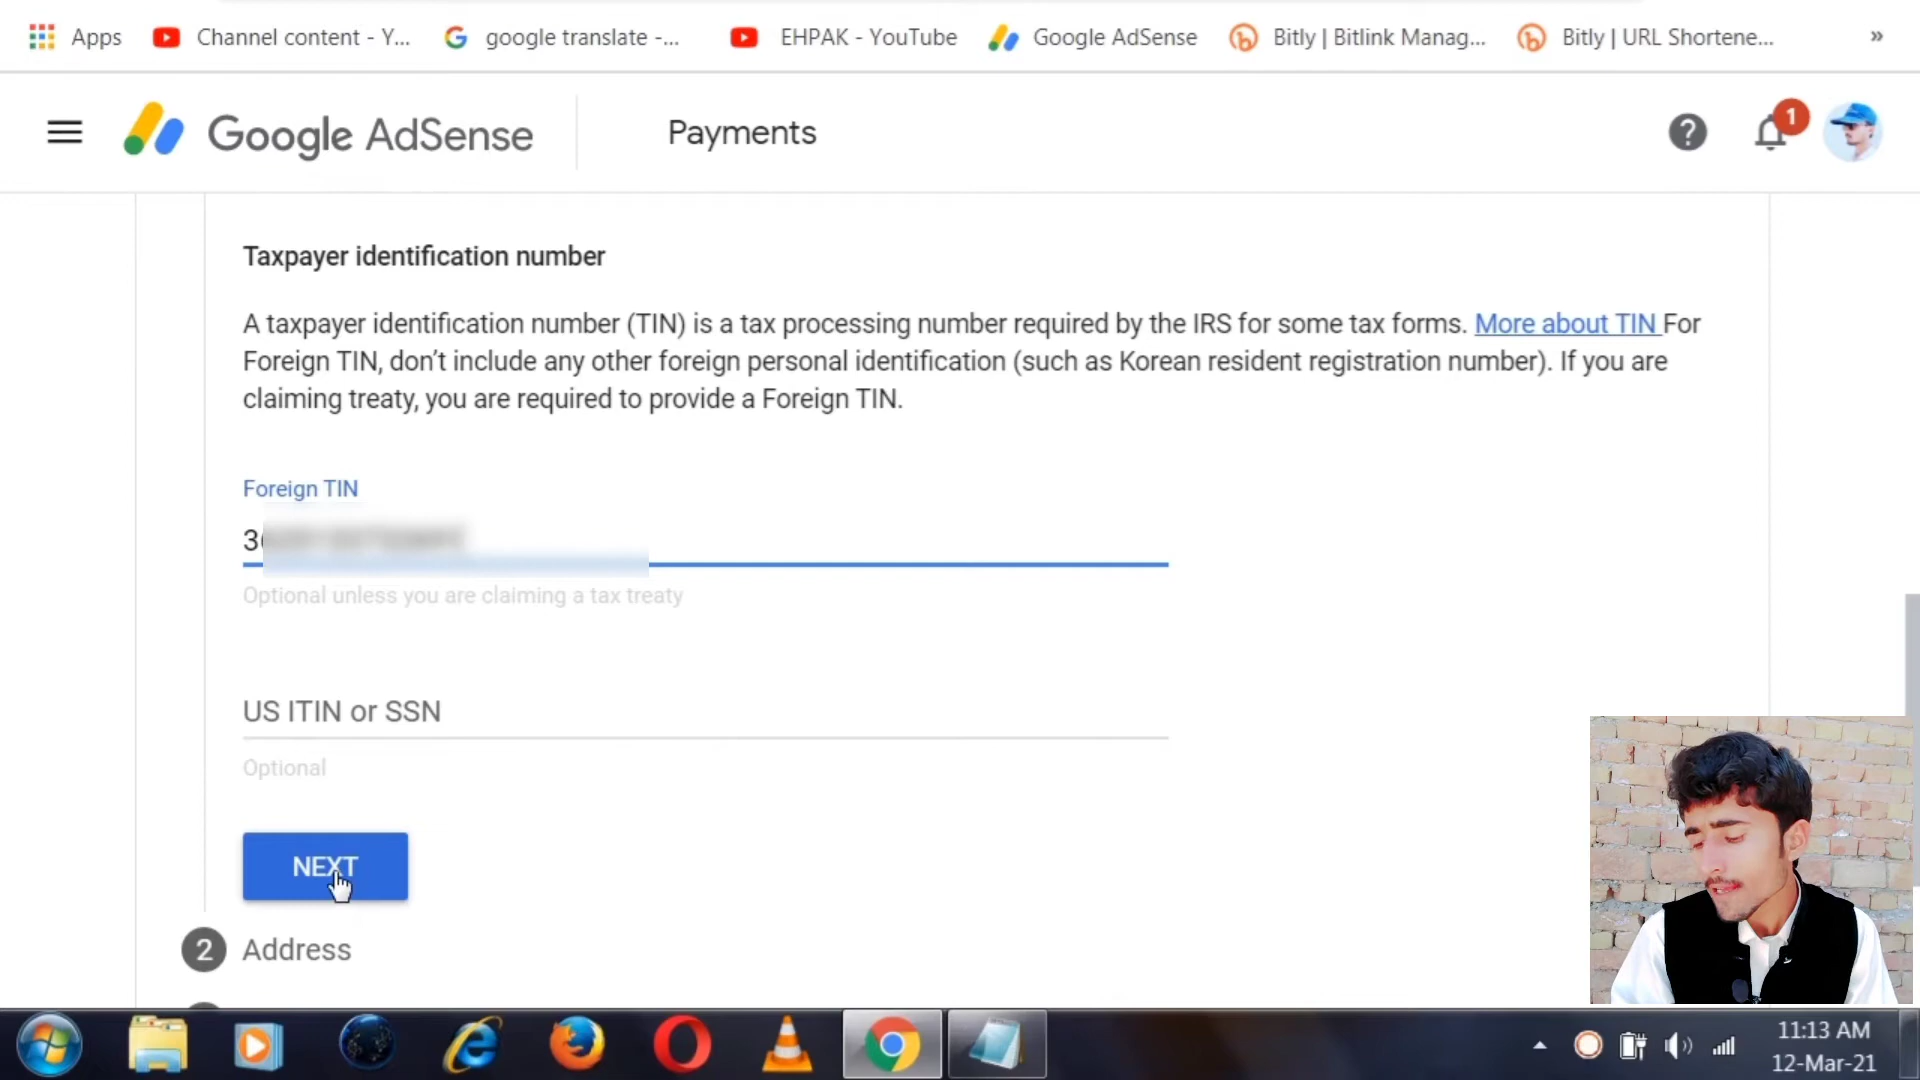 Apps
Channel content - Y...
google translate -...
EHPAK - YouTube
Google AdSense
Bitly | Bitlink Manag...
Bitly | URL Shortene...
»
Google AdSense
Payments
1
Taxpayer identification number
A taxpayer identification number (TIN) is a tax processing number required by the IRS for some tax forms. More about TIN For
Foreign TIN, don't include any other foreign personal identification (such as Korean resident registration number). If you are
claiming treaty, you are required to provide a Foreign TIN.
Foreign TIN
Optional unless you are claiming a tax treaty
US ITIN or SSN
Optional
NEXT
2 Address
11:13 AM
12-Mar-21